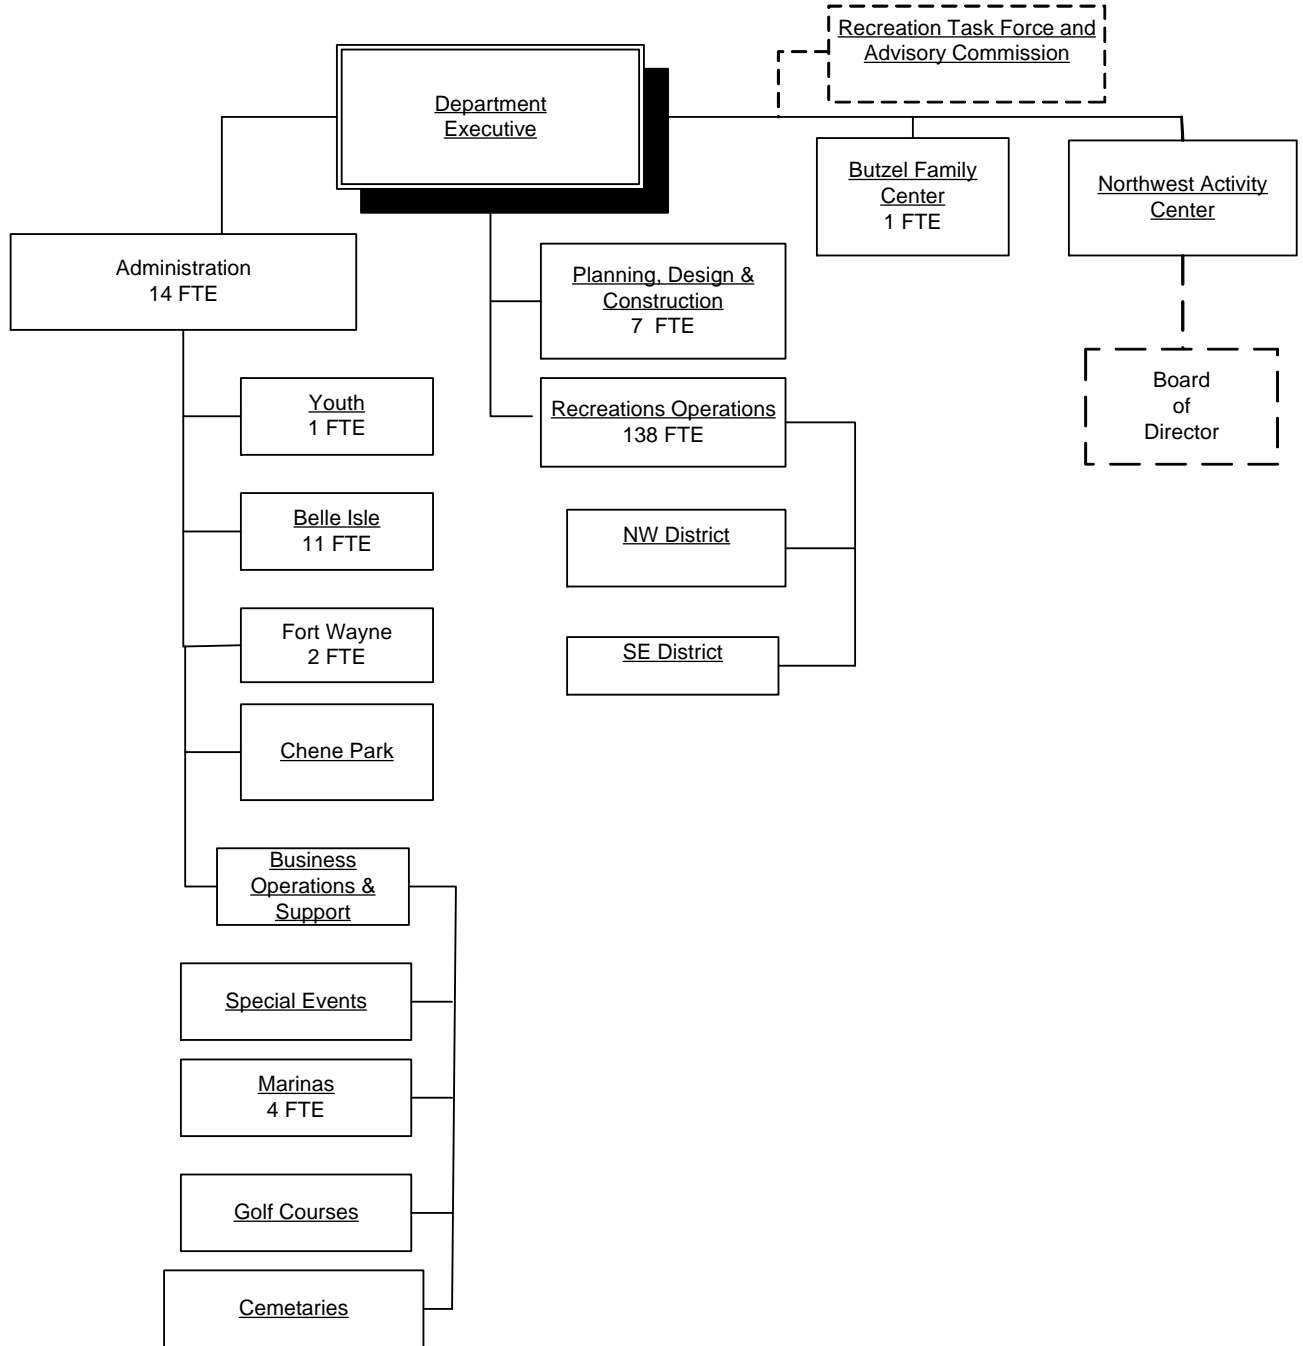 Recreation Task Force and
Advisory Commission
Department
Executive
Butzel Family
Center
1 FTE
Northwest Activity
Center
Administration
14 FTE
Planning, Design &
Construction
7 FTE
Board
of
Director
Youth
1 FTE
Recreations Operations
138 FTE
Belle Isle
11 FTE
NW District
Fort Wayne
2 FTE
SE District
Chene Park
Business
Operations &
Support
Special Events
Marinas
4 FTE
Golf Courses
Cemetaries